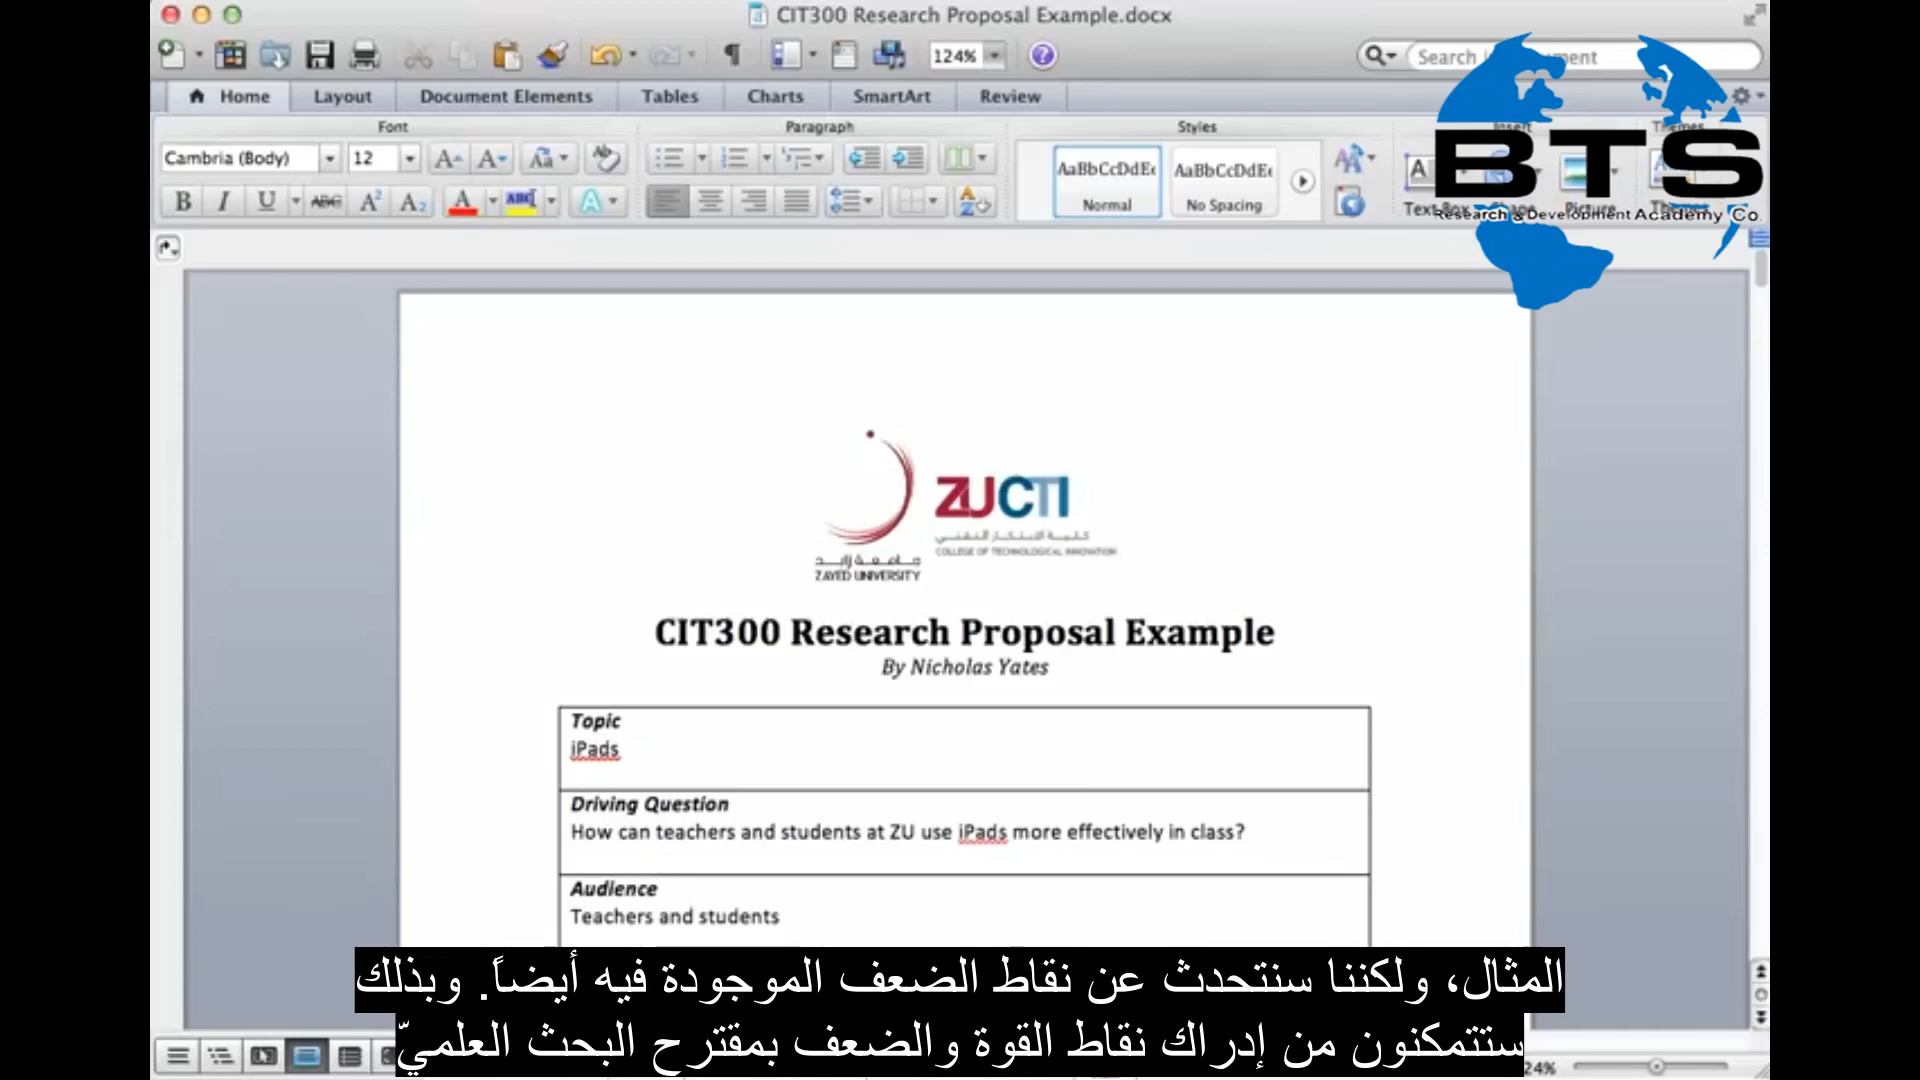 CIT300 Research Proposal Example.docx
124%
Search
Home Layout Document Elements Tables Charts SmartArt Review
Font Paragraph Styles Insert Themes
Cambria (Body) 12
AaBbCcDdEe AaBbCcDdEe
Normal No Spacing
BTS
Research & Development Academy Co.
ZUCTI
كلية الابتكار التقني
COLLEGE OF TECHNOLOGICAL INNOVATION
جامعة زايد
ZAYED UNIVERSITY
CIT300 Research Proposal Example
By Nicholas Yates
Topic
iPads
Driving Question
How can teachers and students at ZU use iPads more effectively in class?
Audience
Teachers and students
المثال، ولكننا سنتحدث عن نقاط الضعف الموجودة فيه أيضاً. وبذلك
ستتمكنون من إدراك نقاط القوة والضعف بمقترح البحث العلميّ